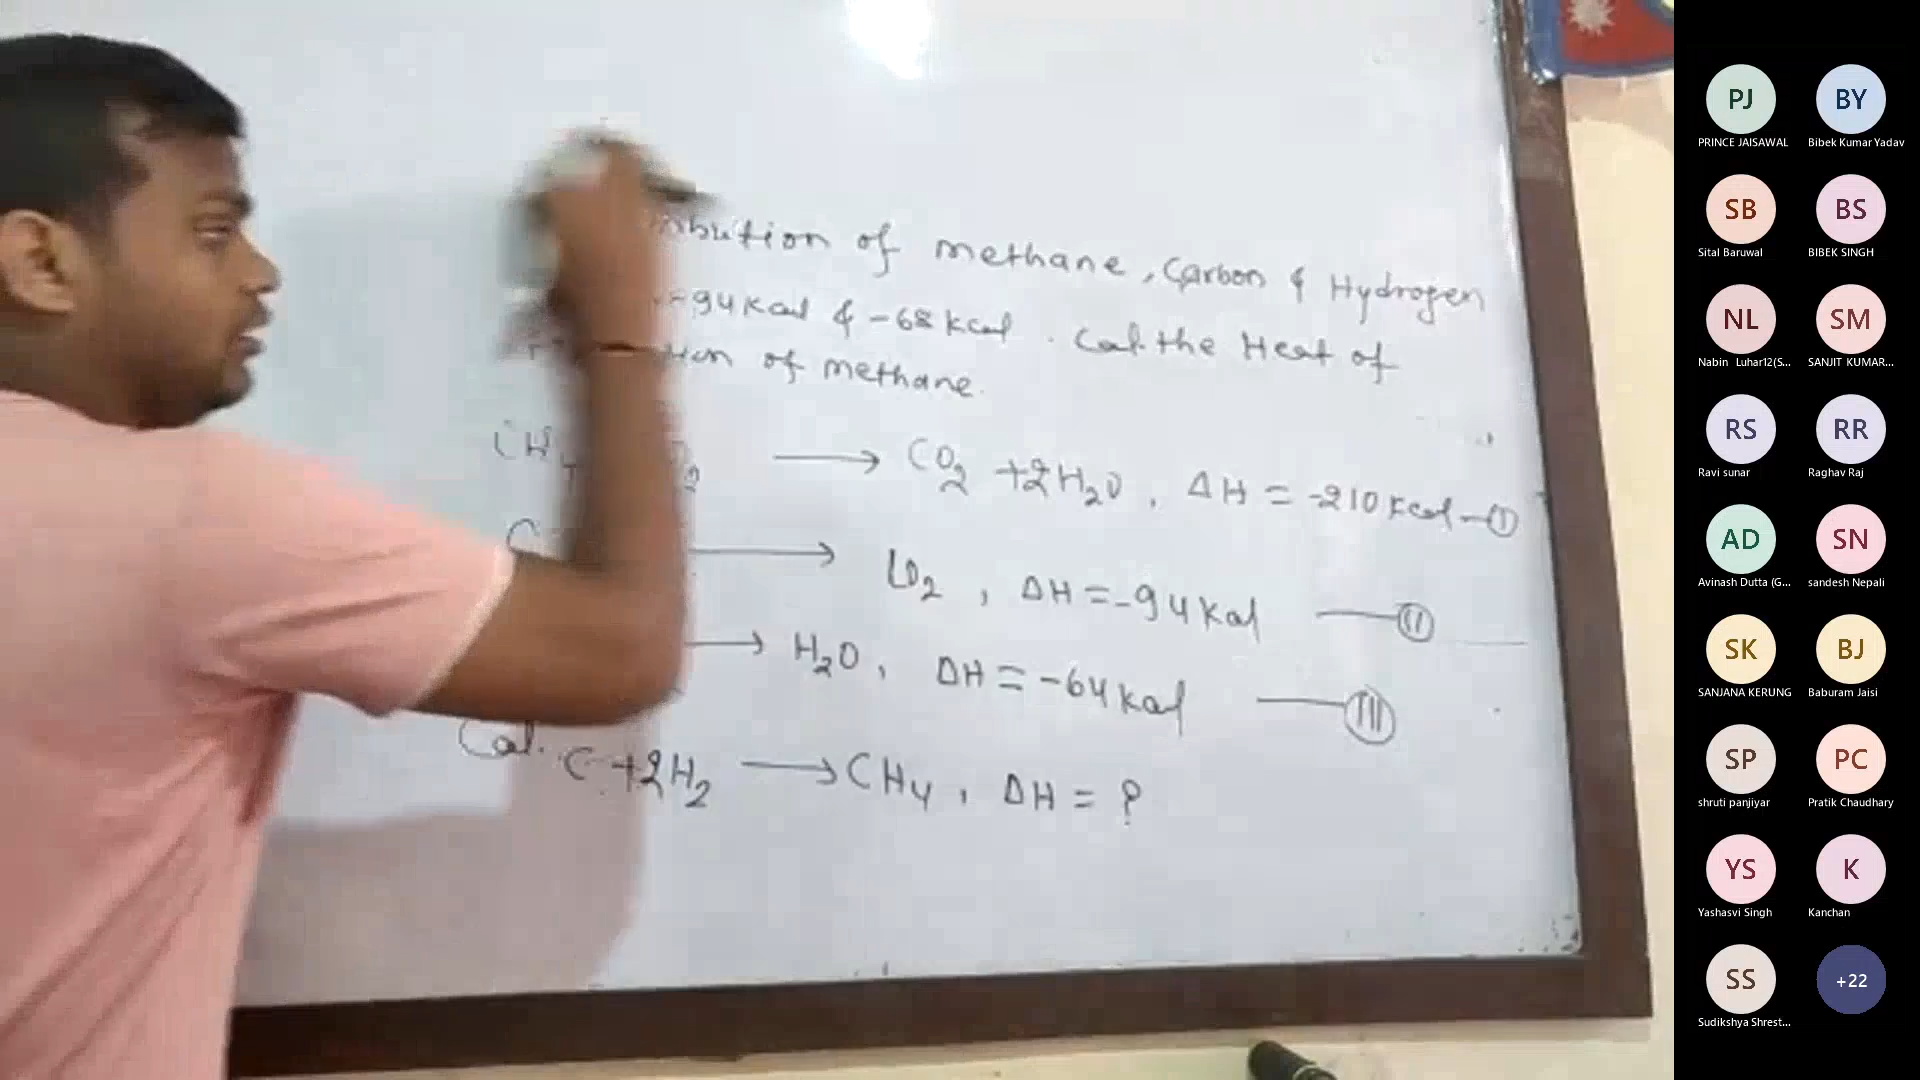 of methane, Carbon & Hydrogen
-94 Kcal & -68 kcal . Cal. the Heat of
of methane.
CH4 → CO2 + 2H2O , ΔH = -210 Kcal - I
C → CO2 , ΔH = -94 Kcal — II
→ H2O , ΔH = -64 Kcal — III
Cal. C + 2H2 → CH4 , ΔH = ?
PJ BY
PRINCE JAISAWAL Bibek Kumar Yadav
SB BS
Sital Baruwal BIBEK SINGH
NL SM
Nabin Luhar12(S... SANJIT KUMAR...
RS RR
Ravi sunar Raghav Raj
AD SN
Avinash Dutta (G... sandesh Nepali
SK BJ
SANJANA KERUNG Baburam Jaisi
SP PC
shruti panjiyar Pratik Chaudhary
YS K
Yashasvi Singh Kanchan
SS +22
Sudikshya Shrest...